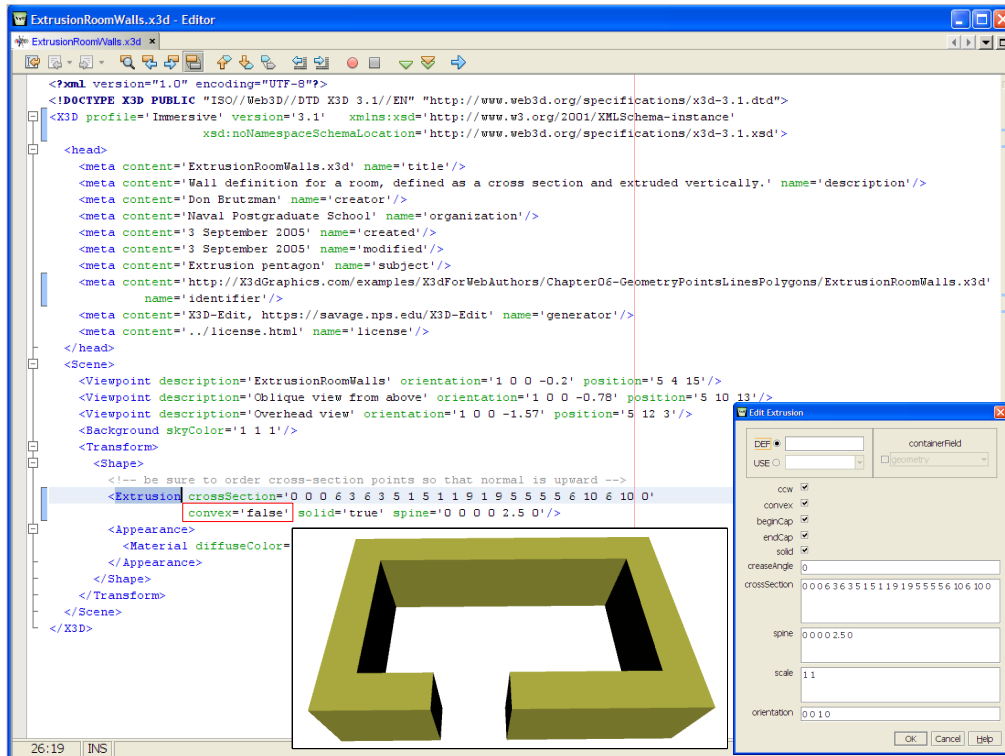 ExtrusionRoomWalls.x3d - Editor
ExtrusionRoomWalls.x3d
<?xml version="1.0" encoding="UTF-8"?>
<!DOCTYPE X3D PUBLIC "ISO//Web3D//DTD X3D 3.1//EN" "http://www.web3d.org/specifications/x3d-3.1.dtd">
<X3D profile='Immersive' version='3.1' xmlns:xsd='http://www.w3.org/2001/XMLSchema-instance'
xsd:noNamespaceSchemaLocation='http://www.web3d.org/specifications/x3d-3.1.xsd'>
<head>
<meta content='ExtrusionRoomWalls.x3d' name='title'/>
<meta content='Wall definition for a room, defined as a cross section and extruded vertically.' name='description'/>
<meta content='Don Brutzman' name='creator'/>
<meta content='Naval Postgraduate School' name='organization'/>
<meta content='3 September 2005' name='created'/>
<meta content='3 September 2005' name='modified'/>
<meta content='Extrusion pentagon' name='subject'/>
<meta content='http://X3dGraphics.com/examples/X3dForWebAuthors/Chapter06-GeometryPointsLinesPolygons/ExtrusionRoomWalls.x3d'
name='identifier'/>
<meta content='X3D-Edit, https://savage.nps.edu/X3D-Edit' name='generator'/>
<meta content='../license.html' name='license'/>
</head>
<Scene>
<Viewpoint description='ExtrusionRoomWalls' orientation='1 0 0 -0.2' position='5 4 15'/>
<Viewpoint description='Oblique view from above' orientation='1 0 0 -0.78' position='5 10 13'/>
<Viewpoint description='Overhead view' orientation='1 0 0 -1.57' position='5 12 3'/>
<Background skyColor='1 1 1'/>
<Transform>
<Shape>
<!-- be sure to order cross-section points so that normal is upward -->
<Extrusion crossSection='0 0 0 6 3 6 3 5 1 5 1 1 9 1 9 5 5 5 5 6 10 6 10 0'
convex='false' solid='true' spine='0 0 0 0 2.5 0'/>
<Appearance>
<Material diffuseColor=
</Appearance>
</Shape>
</Transform>
</Scene>
</X3D>
26:19 INS
Edit Extrusion
DEF
containerField
USE
geometry
ccw
convex
beginCap
endCap
solid
creaseAngle 0
crossSection 0 0 0 6 3 6 3 5 1 5 1 1 9 1 9 5 5 5 5 6 10 6 10 0
spine 0 0 0 0 2.5 0
scale 1 1
orientation 0 0 1 0
OK Cancel Help